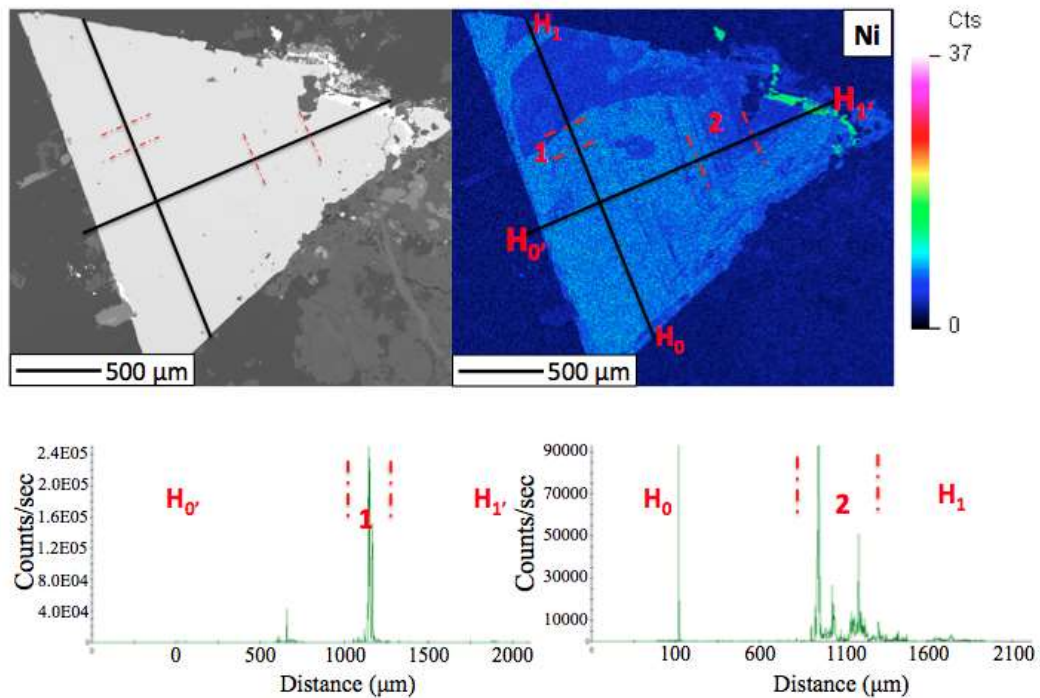 Cts
37
0
Ni
H1
H1'
1
2
H0'
H0
500 µm
500 µm
2.4E05
2.0E05
1.6E05
1.2E05
8.0E04
4.0E04
Counts/sec
H0'
1
H1'
0 500 1000 1500 2000
Distance (µm)
90000
70000
50000
30000
10000
Counts/sec
H0
2
H1
100 600 1100 1600 2100
Distance (µm)